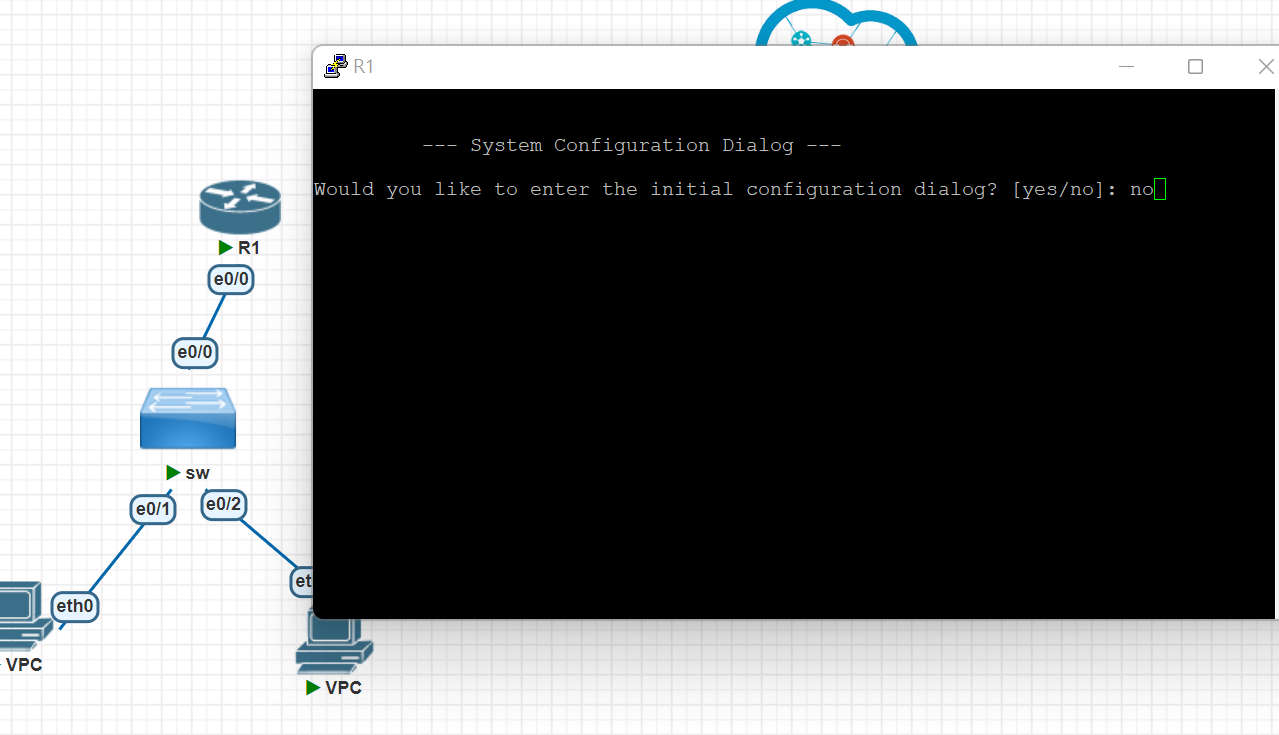 R1
--- System Configuration Dialog ---
Would you like to enter the initial configuration dialog? [yes/no]: no
R1
e0/0
e0/0
sw
e0/1
e0/2
et
eth0
VPC
VPC